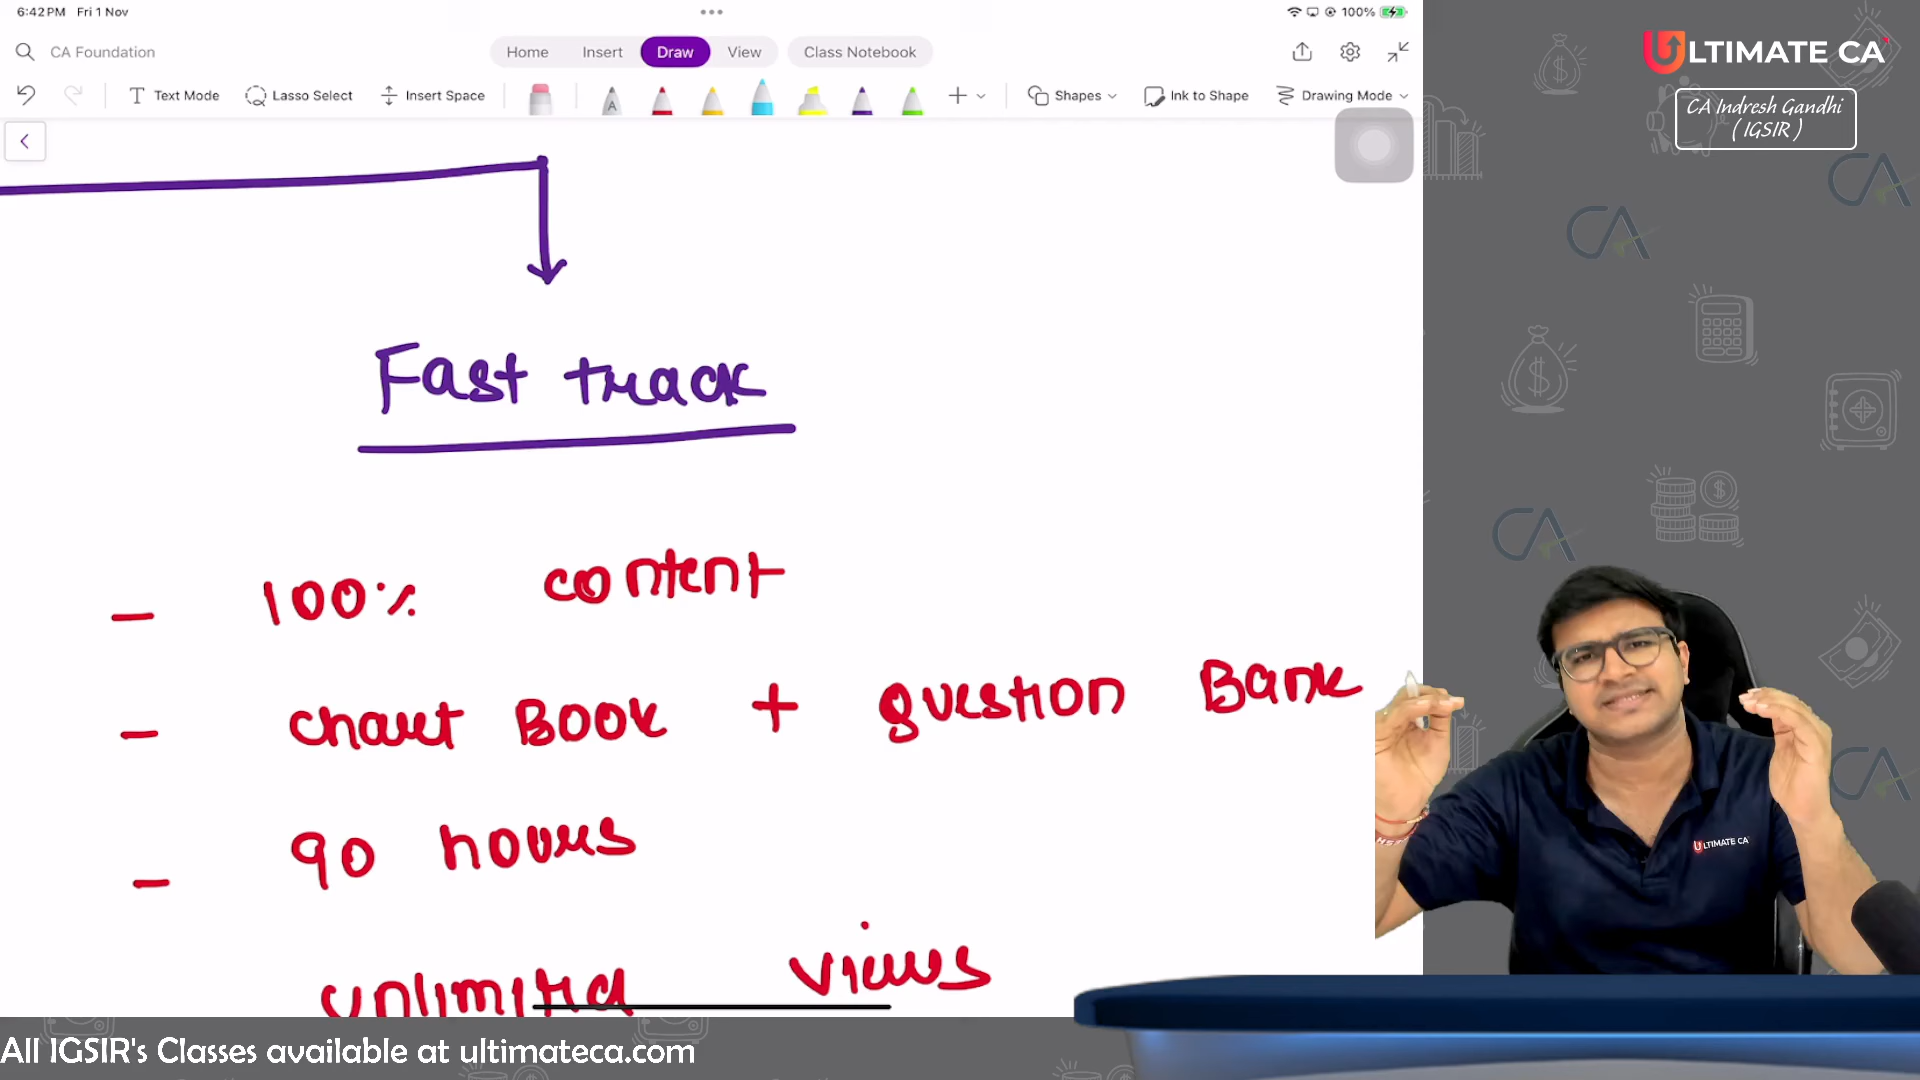 6:42 PM Fri 1 Nov
100%
CA Foundation
Home Insert Draw View Class Notebook
Text Mode Lasso Select Insert Space Shapes Ink to Shape Drawing Mode
ULTIMATE CA
CA Indresh Gandhi
( IGSIR )
Fast track
- 100% content
- chart Book + question Bank
- 90 hours
unlimited views
ULTIMATE CA
All IGSIR's Classes available at ultimateca.com